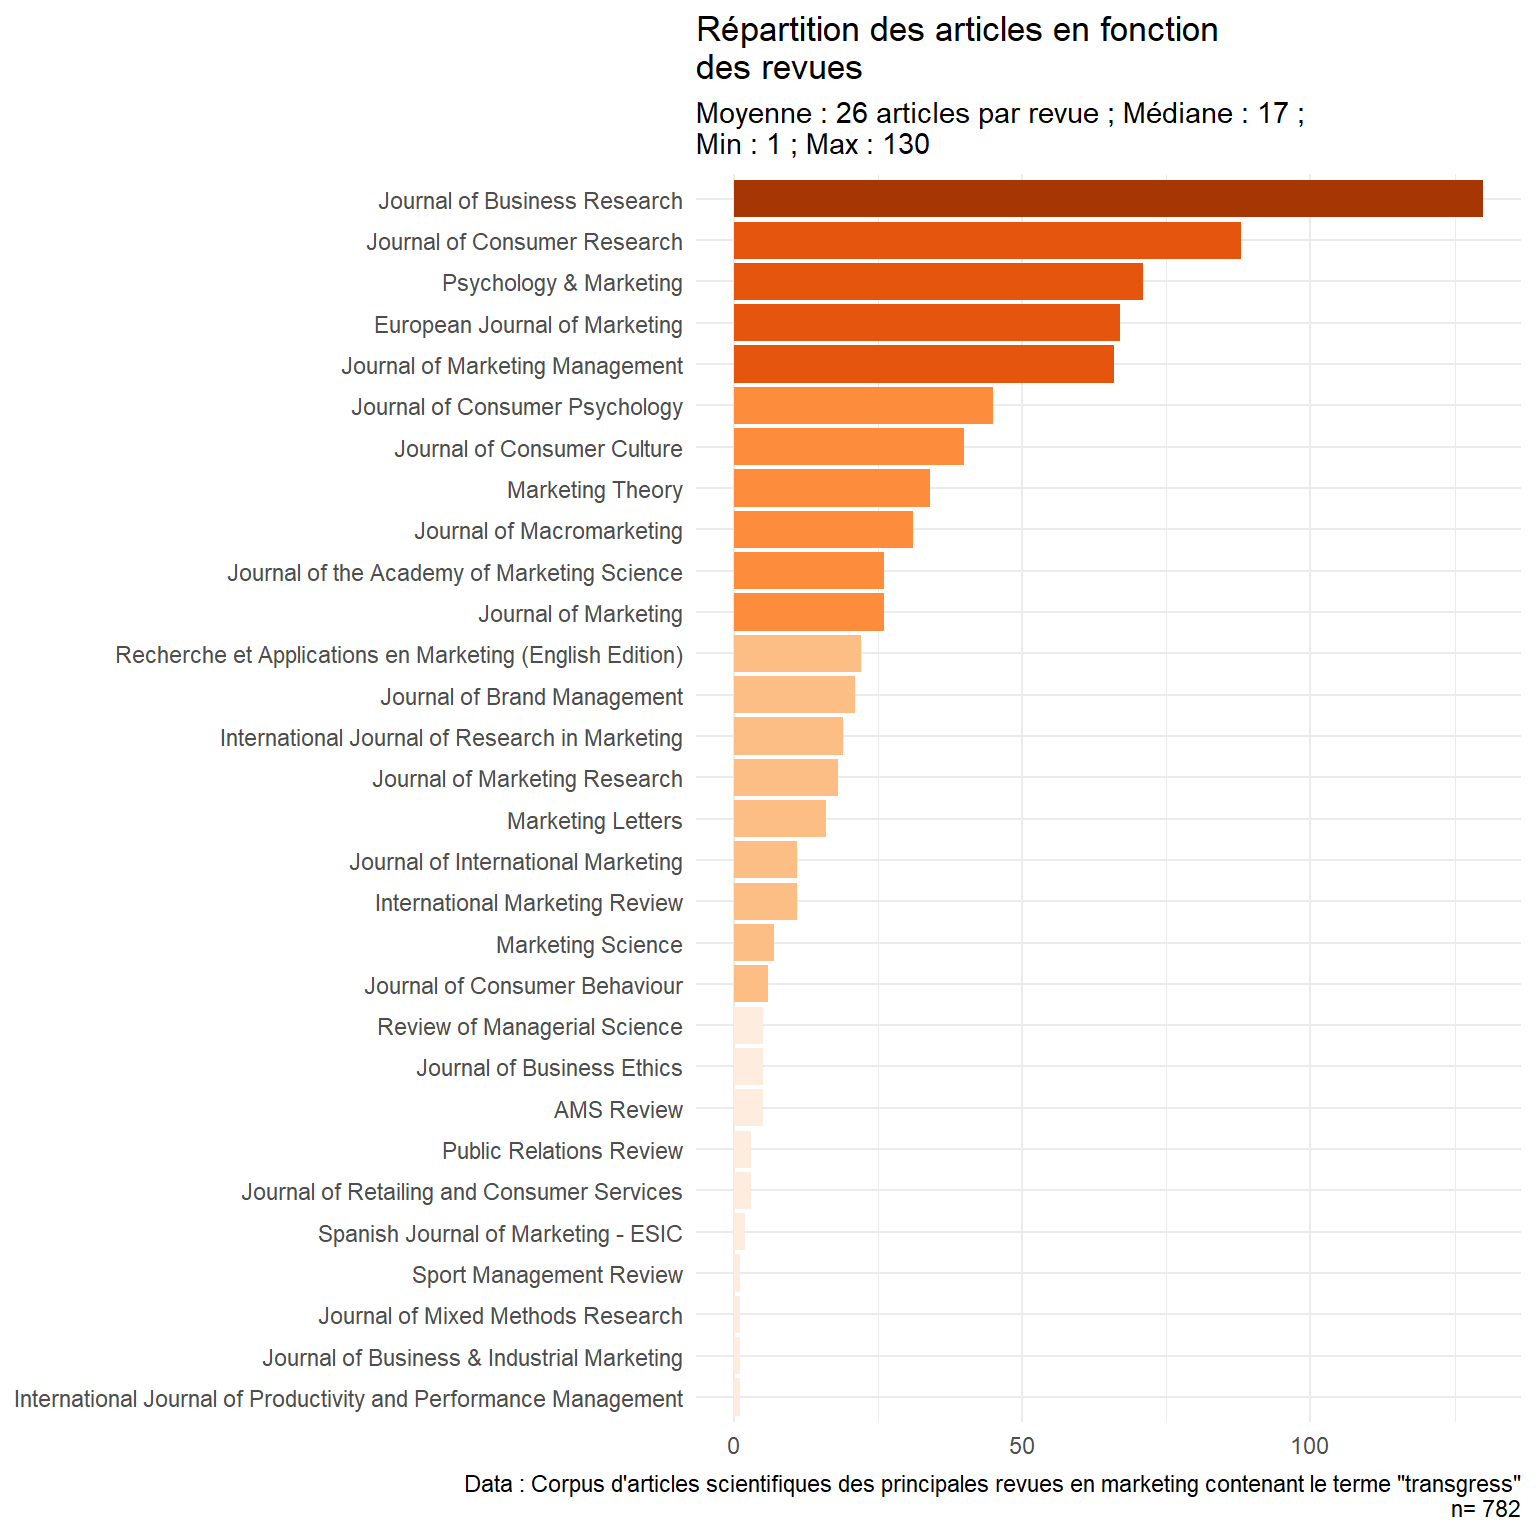 Répartition des articles en fonction
des revues
Moyenne : 26 articles par revue ; Médiane : 17 ;
Min : 1 ; Max : 130
Journal of Business Research
Journal of Consumer Research
Psychology & Marketing
European Journal of Marketing
Journal of Marketing Management
Journal of Consumer Psychology
Journal of Consumer Culture
Marketing Theory
Journal of Macromarketing
Journal of the Academy of Marketing Science
Journal of Marketing
Recherche et Applications en Marketing (English Edition)
Journal of Brand Management
International Journal of Research in Marketing
Journal of Marketing Research
Marketing Letters
Journal of International Marketing
International Marketing Review
Marketing Science
Journal of Consumer Behaviour
Review of Managerial Science
Journal of Business Ethics
AMS Review
Public Relations Review
Journal of Retailing and Consumer Services
Spanish Journal of Marketing - ESIC
Sport Management Review
Journal of Mixed Methods Research
Journal of Business & Industrial Marketing
International Journal of Productivity and Performance Management
0 50 100
Data : Corpus d'articles scientifiques des principales revues en marketing contenant le terme "transgress"
n= 782